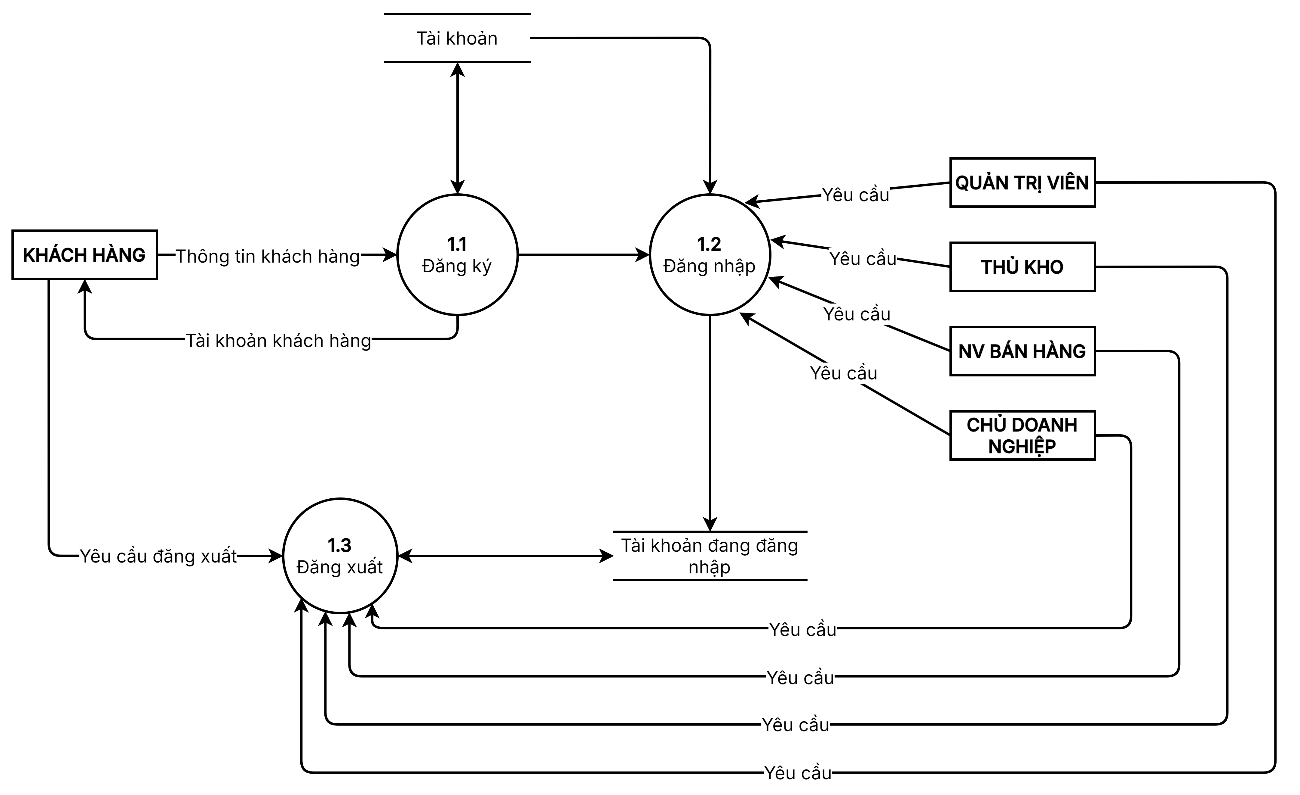 Tài khoản
QUẢN TRỊ VIÊN
Yêu cầu
1.1
Đăng ký
1.2
Đăng nhập
KHÁCH HÀNG
Thông tin khách hàng
Yêu cầu
THỦ KHO
Yêu cầu
Tài khoản khách hàng
NV BÁN HÀNG
Yêu cầu
CHỦ DOANH
NGHIỆP
1.3
Đăng xuất
Yêu cầu đăng xuất
Tài khoản đang đăng
nhập
Yêu cầu
Yêu cầu
Yêu cầu
Yêu cầu